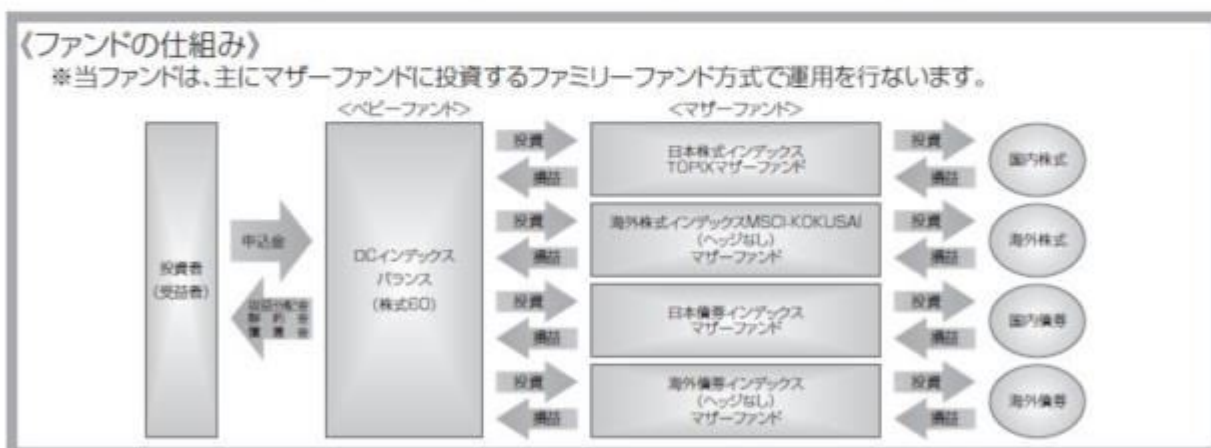 《ファンドの仕組み》
※当ファンドは、主にマザーファンドに投資するファミリーファンド方式で運用を行ないます。
<ベビーファンド>
<マザーファンド>
投資者
(受益者)
申込金
収益分配金
解約金
償還金
DCインデックス
バランス
(株式60)
投資
損益
日本株式インデックス
TOPIXマザーファンド
投資
損益
国内株式
投資
損益
海外株式インデックスMSCI-KOKUSAI
(ヘッジなし)
マザーファンド
投資
損益
海外株式
投資
損益
日本債券インデックス
マザーファンド
投資
損益
国内債券
投資
損益
海外債券インデックス
(ヘッジなし)
マザーファンド
投資
損益
海外債券